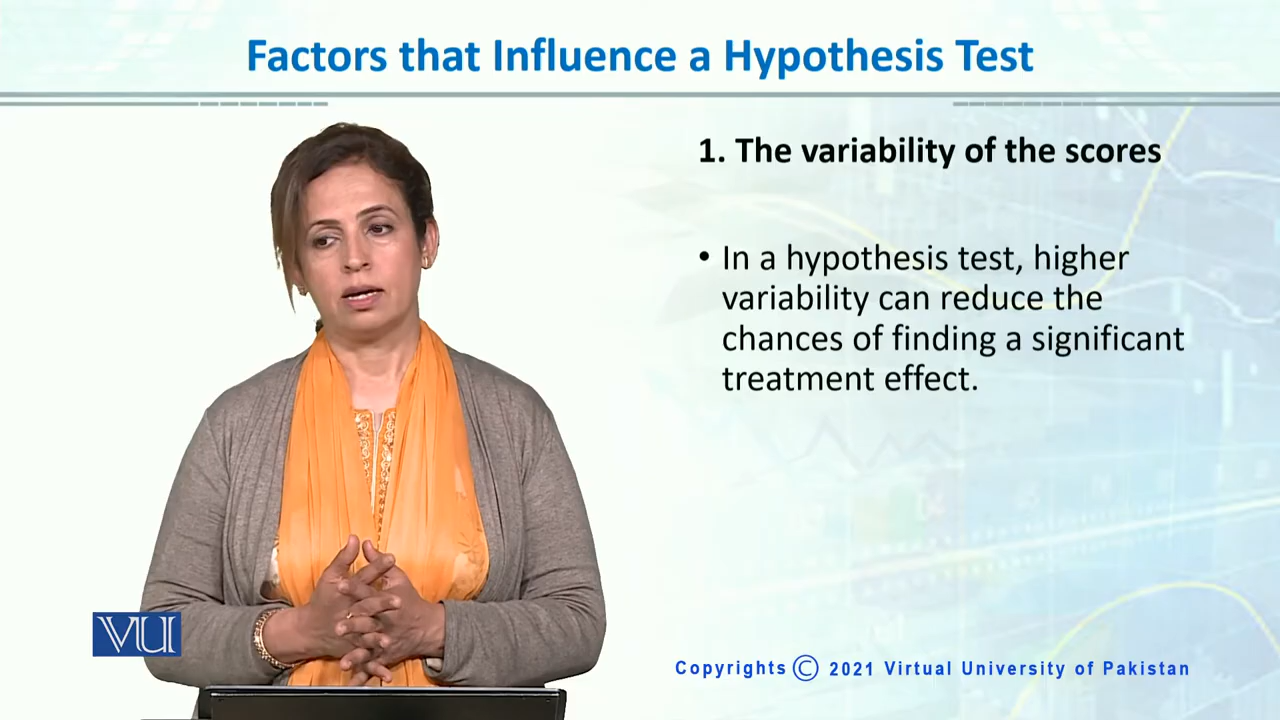 Factors that Influence a Hypothesis Test
1. The variability of the scores
• In a hypothesis test, higher
variability can reduce the
chances of finding a significant
treatment effect.
VU
Copyrights © 2021 Virtual University of Pakistan